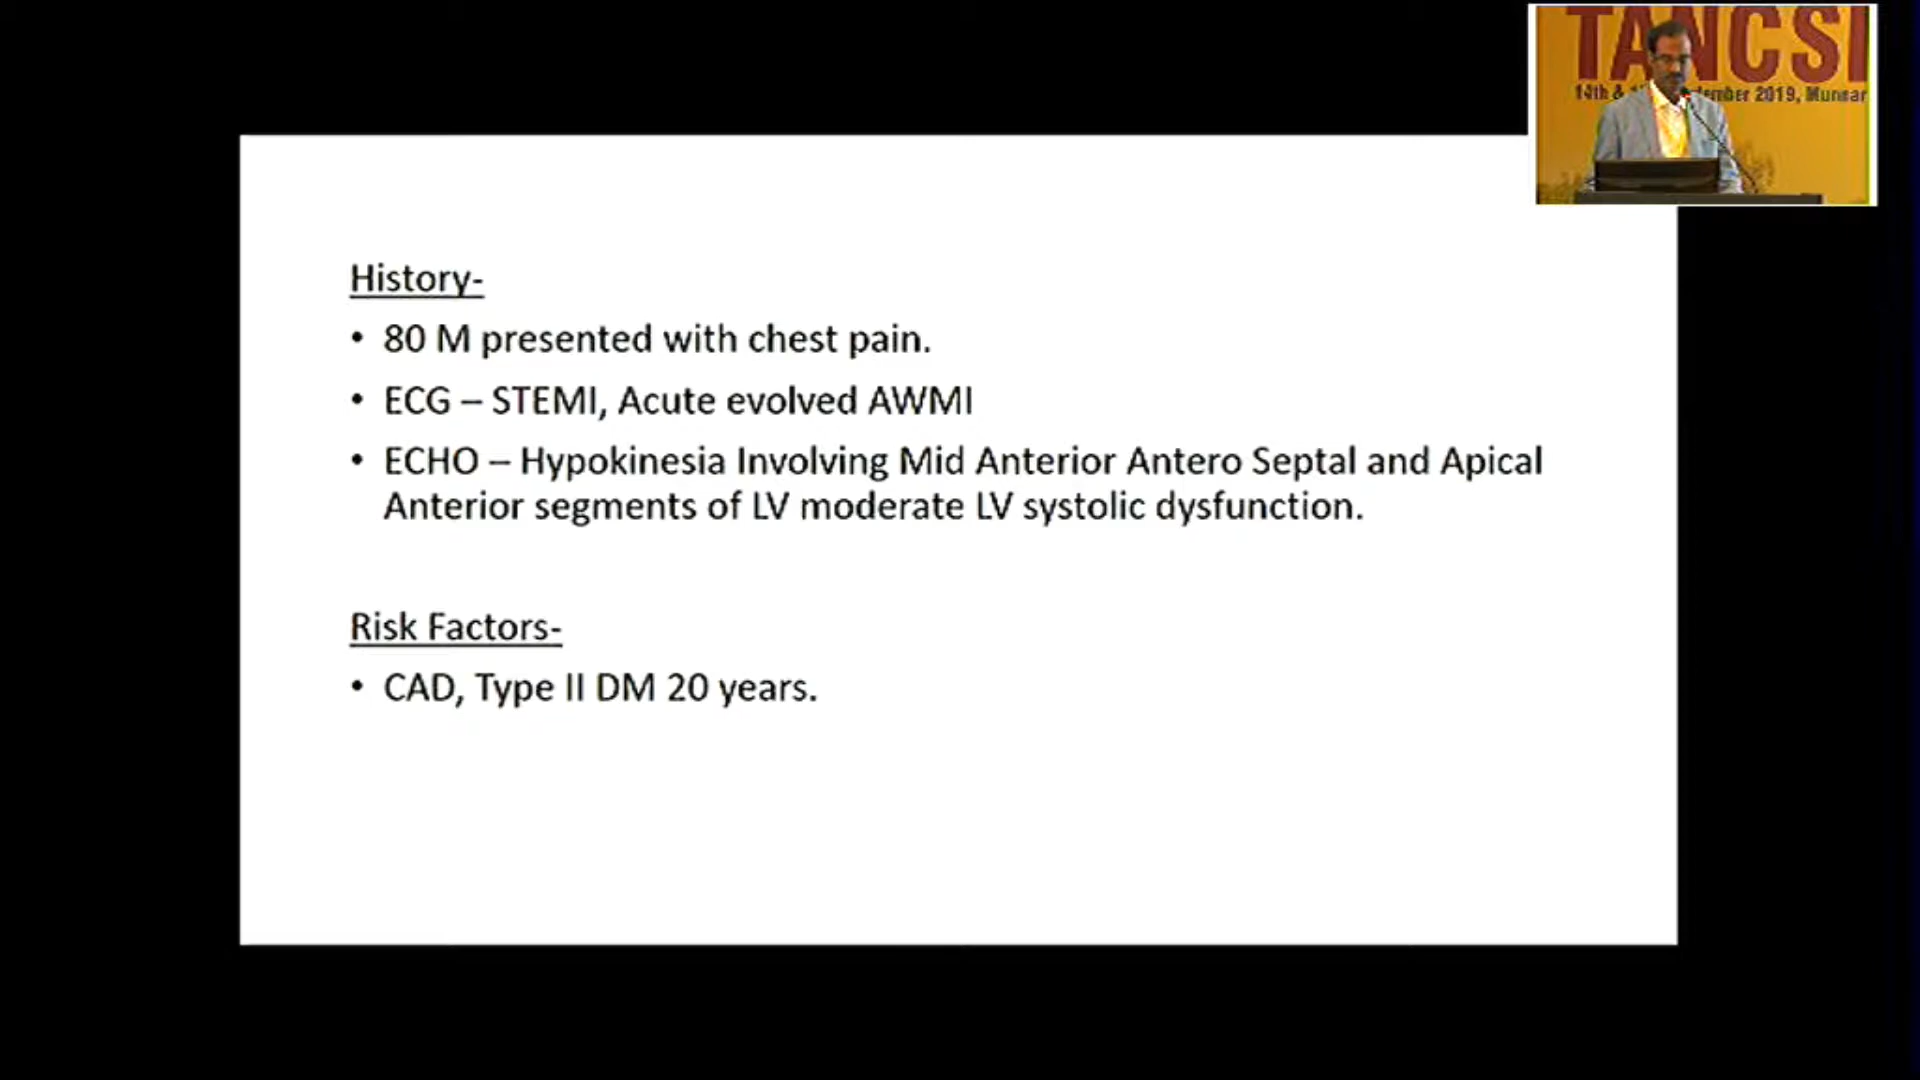 TANCSI
14th & ember 2019, Munnar
History-
• 80 M presented with chest pain.
• ECG – STEMI, Acute evolved AWMI
• ECHO – Hypokinesia Involving Mid Anterior Antero Septal and Apical
Anterior segments of LV moderate LV systolic dysfunction.
Risk Factors-
• CAD, Type II DM 20 years.